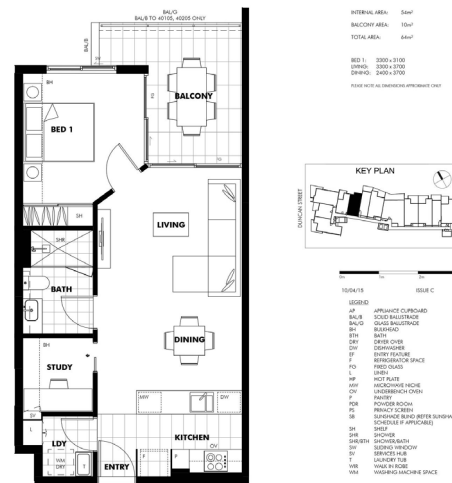 BAL/G
BAL/B TO 40105, 40205 ONLY
BAL/B
SW
BH
BALCONY
BED 1
FG
FG
SH
LIVING
SHR
BATH
DINING
BH
STUDY
MW
DW
SV
L
LDY
KITCHEN
OV
WM
DRY
T
ENTRY
F
P
INTERNAL AREA: 54m²
BALCONY AREA: 10m²
TOTAL AREA: 64m²
BED 1: 3300 x 3100
LIVING: 3300 x 3700
DINING: 2400 x 3700
PLEASE NOTE ALL DIMENSIONS APPROXIMATE ONLY
KEY PLAN
DUNCAN STREET
0m 1m 2m
10/04/15 ISSUE C
LEGEND
AP APPLIANCE CUPBOARD
BAL/B SOLID BALUSTRADE
BAL/G GLASS BALUSTRADE
BH BULKHEAD
BTH BATH
DRY DRYER OVER
DW DISHWASHER
EF ENTRY FEATURE
F REFRIGERATOR SPACE
FG FIXED GLASS
L LINEN
HP HOT PLATE
MW MICROWAVE NICHE
OV UNDERBENCH OVEN
P PANTRY
PDR POWDER ROOM
PS PRIVACY SCREEN
SB SUNSHADE BLIND (REFER SUNSHA
SCHEDULE IF APPLICABLE)
SH SHELF
SHR SHOWER
SHR/BTH SHOWER/BATH
SW SLIDING WINDOW
SV SERVICES HUB
T LAUNDRY TUB
WIR WALK IN ROBE
WM WASHING MACHINE SPACE